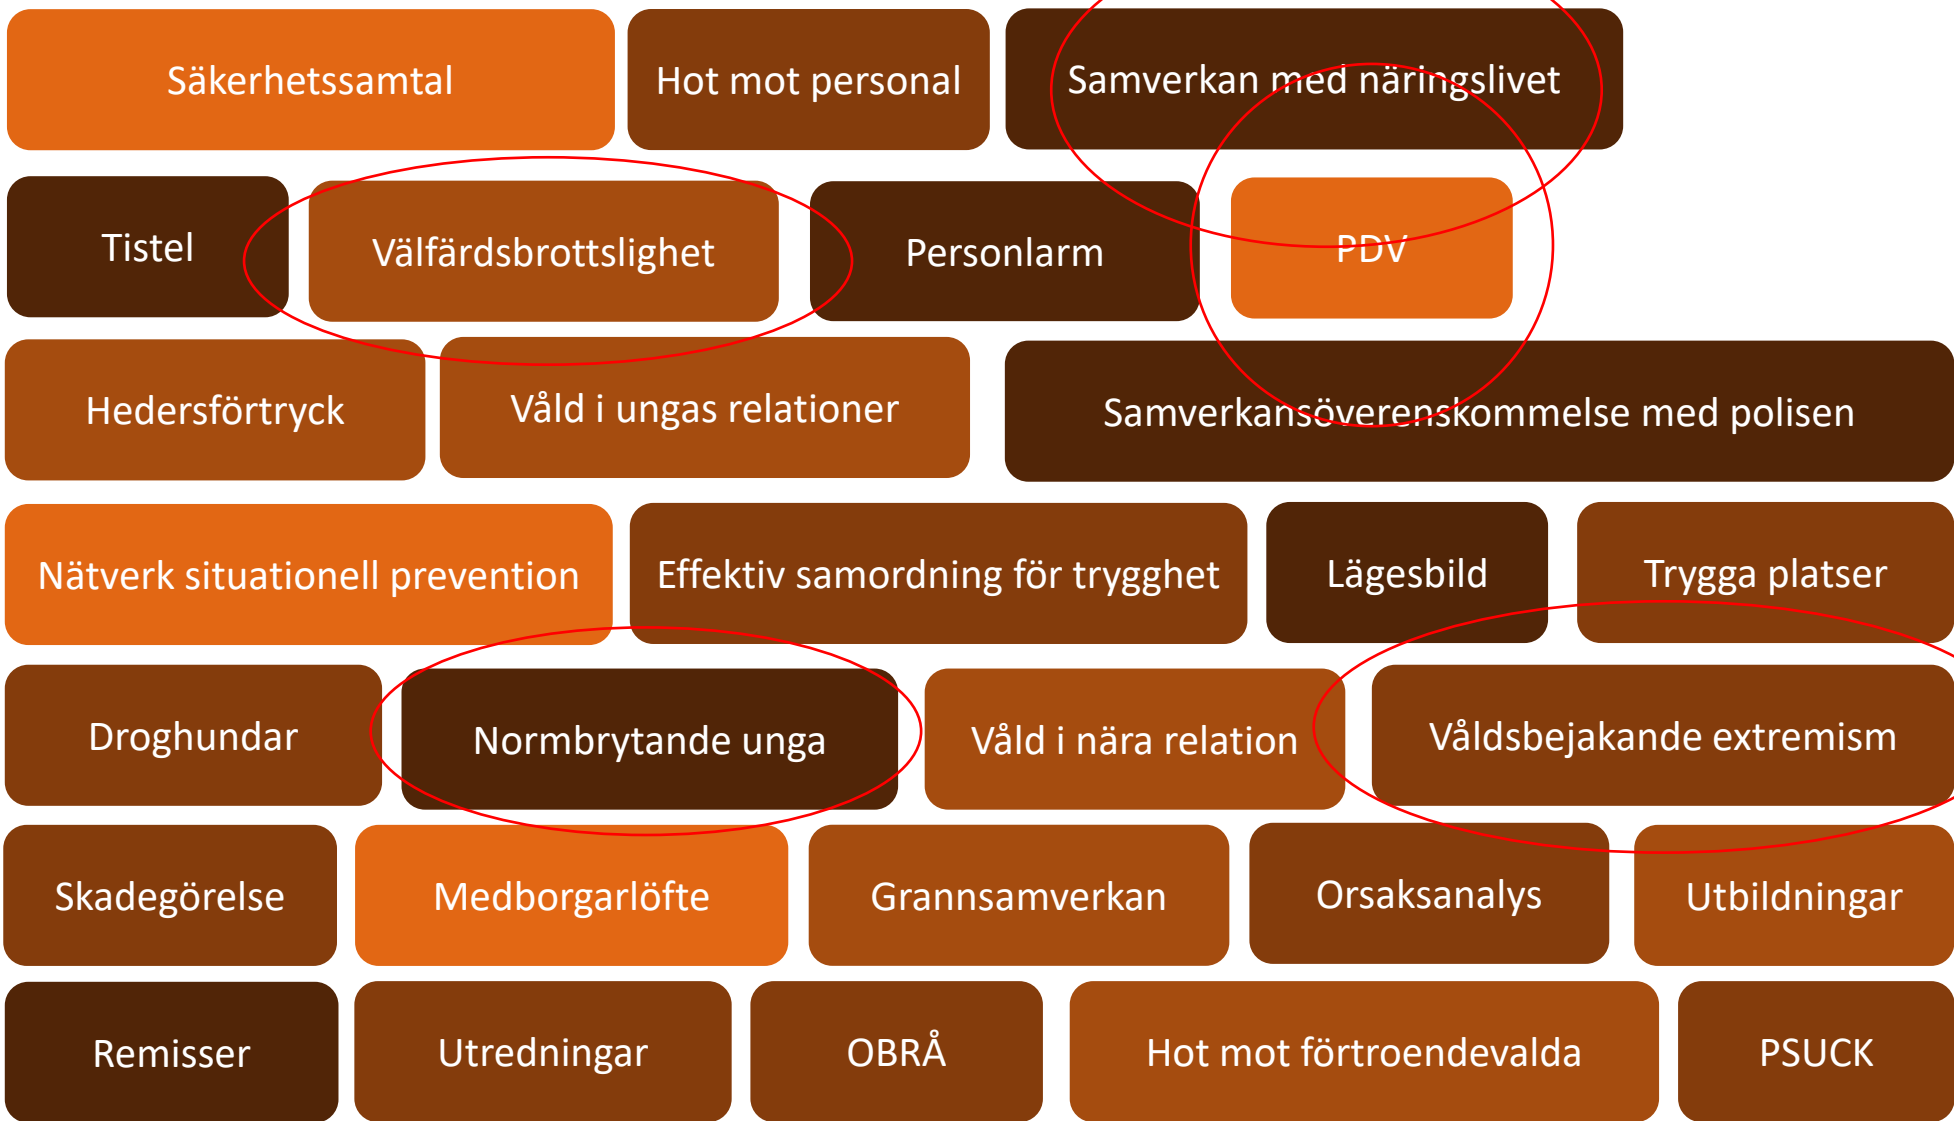 Säkerhetssamtal
Hot mot personal
Samverkan med näringslivet
Tistel
Välfärdsbrottslighet
Personlarm
PDV
Hedersförtryck
Våld i ungas relationer
Samverkansöverenskommelse med polisen
Nätverk situationell prevention
Effektiv samordning för trygghet
Lägesbild
Trygga platser
Droghundar
Normbrytande unga
Våld i nära relation
Våldsbejakande extremism
Skadegörelse
Medborgarlöfte
Grannsamverkan
Orsaksanalys
Utbildningar
Remisser
Utredningar
OBRÅ
Hot mot förtroendevalda
PSUCK